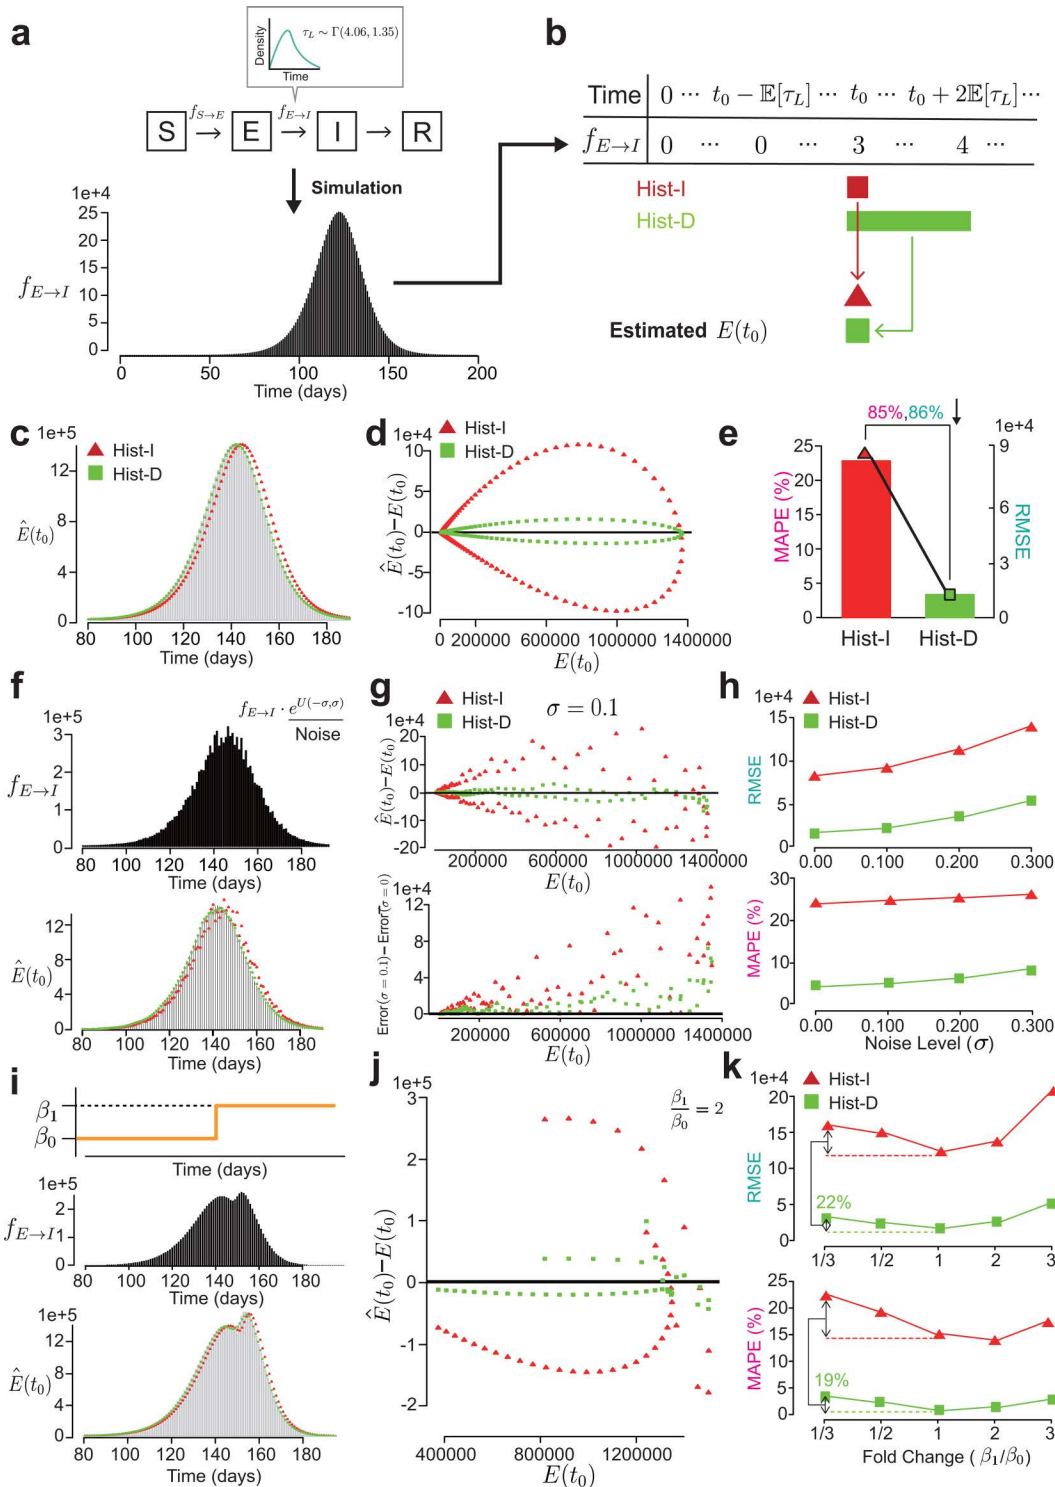 a
Density
τ_L ∼ Γ(4.06, 1.35)
Time
f_{S→E} f_{E→I}
S E I R
Simulation
1e+4
25
20
15
10
5
0
f_{E→I}
0 50 100 150 200
Time (days)
b
Time 0 ⋯ t_0 − 𝔼[τ_L] ⋯ t_0 ⋯ t_0 + 2𝔼[τ_L] ⋯
f_{E→I} 0 ⋯ 0 ⋯ 3 ⋯ 4 ⋯
Hist-I
Hist-D
Estimated E(t_0)
c
1e+5
Hist-I
Hist-D
12
8
4
0
Ê(t_0)
80 100 120 140 160 180
Time (days)
d
Hist-I
Hist-D
10
1e+4
5
0
-5
-10
Ê(t_0)−E(t_0)
0 200000 600000 1000000 1400000
E(t_0)
e
85%,86%
1e+4
25
20
15
10
5
0
MAPE (%)
9
6
3
0
RMSE
Hist-I Hist-D
f
1e+5
f_{E→I} · e^{U(−σ,σ)}
Noise
3
2
1
0
f_{E→I}
80 100 120 140 160 180
Time (days)
1e+5
12
8
4
0
Ê(t_0)
80 100 120 140 160 180
Time (days)
g
Hist-I
Hist-D
σ = 0.1
1e+4
20
10
0
-10
-20
Ê(t_0)−E(t_0)
200000 600000 1000000 1400000
E(t_0)
1e+4
12
8
4
0
Error(σ = 0.1) − Error(σ = 0)
200000 600000 1000000 1400000
E(t_0)
h
Hist-I
Hist-D
1e+4
15
10
5
0
RMSE
0.00 0.100 0.200 0.300
30
20
10
0
MAPE (%)
0.00 0.100 0.200 0.300
Noise Level (σ)
i
β_1
β_0
Time (days)
1e+5
2
1
0
f_{E→I}
80 100 120 140 160 180 200
Time (days)
1e+5
16
12
8
4
0
Ê(t_0)
80 100 120 140 160 180 200
Time (days)
j
1e+5
β_1/β_0 = 2
3
2
1
0
-1
-2
Ê(t_0)−E(t_0)
400000 800000 1200000
E(t_0)
k
Hist-I
Hist-D
1e+4
20
15
10
5
0
RMSE
22%
1/3 1/2 1 2 3
25
20
15
10
5
0
MAPE (%)
19%
1/3 1/2 1 2 3
Fold Change ( β_1/β_0)